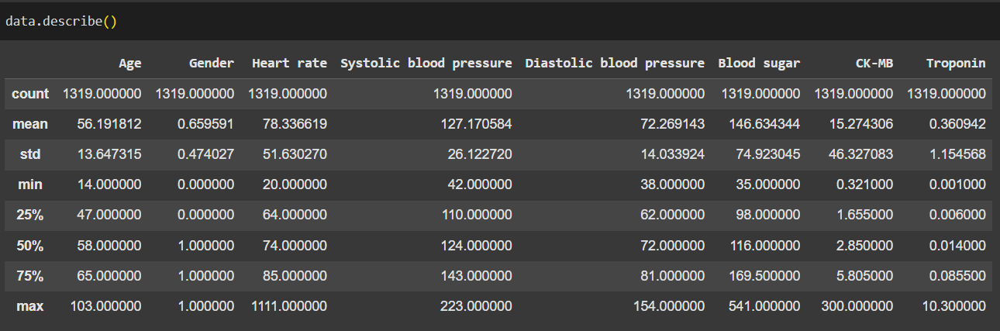 data.describe()
Age Gender Heart rate Systolic blood pressure Diastolic blood pressure Blood sugar CK-MB Troponin
count 1319.000000 1319.000000 1319.000000 1319.000000 1319.000000 1319.000000 1319.000000 1319.000000
mean 56.191812 0.659591 78.336619 127.170584 72.269143 146.634344 15.274306 0.360942
std 13.647315 0.474027 51.630270 26.122720 14.033924 74.923045 46.327083 1.154568
min 14.000000 0.000000 20.000000 42.000000 38.000000 35.000000 0.321000 0.001000
25% 47.000000 0.000000 64.000000 110.000000 62.000000 98.000000 1.655000 0.006000
50% 58.000000 1.000000 74.000000 124.000000 72.000000 116.000000 2.850000 0.014000
75% 65.000000 1.000000 85.000000 143.000000 81.000000 169.500000 5.805000 0.085500
max 103.000000 1.000000 1111.000000 223.000000 154.000000 541.000000 300.000000 10.300000